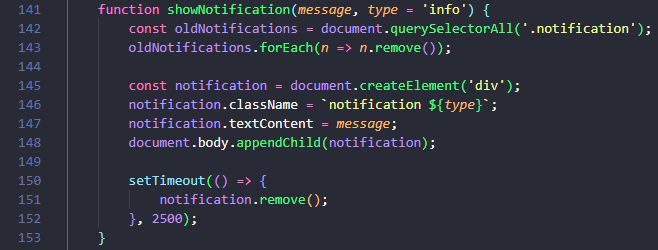 141 function showNotification(message, type = 'info') {
142     const oldNotifications = document.querySelectorAll('.notification');
143     oldNotifications.forEach(n => n.remove());
144
145     const notification = document.createElement('div');
146     notification.className = `notification ${type}`;
147     notification.textContent = message;
148     document.body.appendChild(notification);
149
150     setTimeout(() => {
151         notification.remove();
152     }, 2500);
153 }